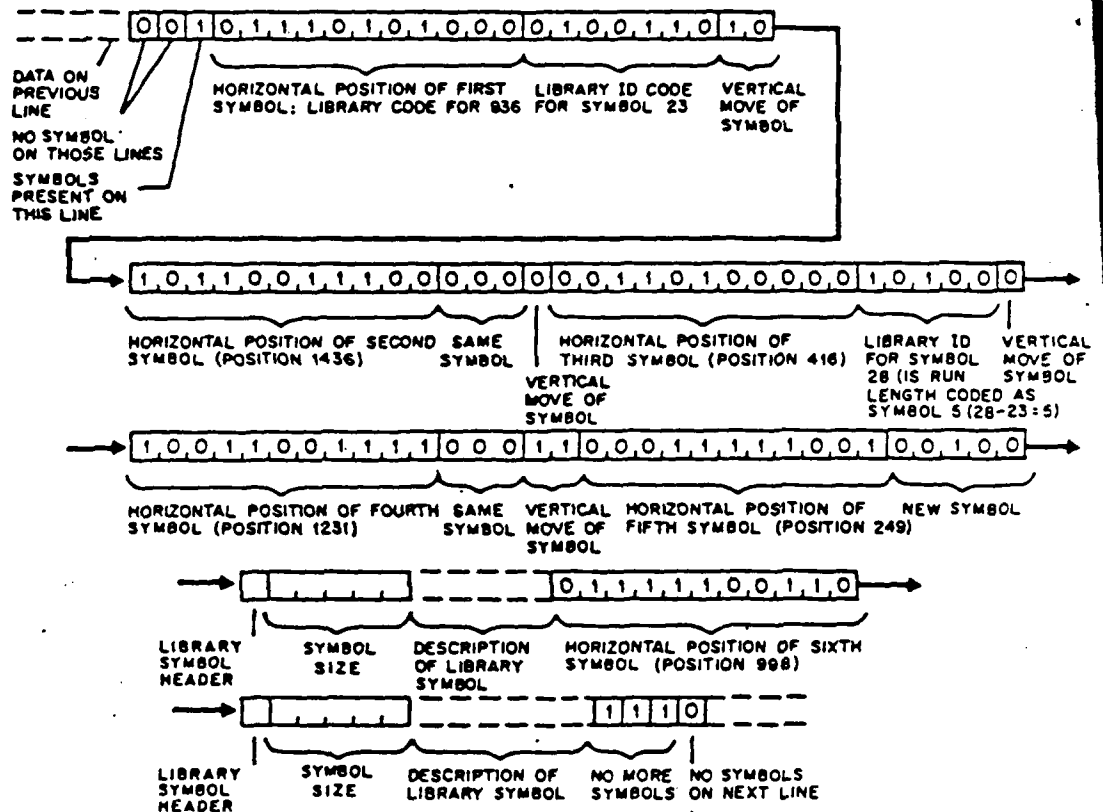 0 0 1 0 1 1 1 0 1 0 1 0 0 0 0 1 0 0 1 1 0 1 0
DATA ON
PREVIOUS
LINE
NO SYMBOL
ON THOSE LINES
SYMBOLS
PRESENT ON
THIS LINE
HORIZONTAL POSITION OF FIRST
SYMBOL: LIBRARY CODE FOR 936
LIBRARY ID CODE
FOR SYMBOL 23
VERTICAL
MOVE OF
SYMBOL
1 0 1 1 0 0 1 1 1 0 0 0 0 0 0 0 0 1 1 0 1 0 0 0 0 0 1 0 1 0 0 0
HORIZONTAL POSITION OF SECOND
SYMBOL (POSITION 1436)
SAME
SYMBOL
VERTICAL
MOVE OF
SYMBOL
HORIZONTAL POSITION OF
THIRD SYMBOL (POSITION 416)
LIBRARY ID
FOR SYMBOL
28 (IS RUN
LENGTH CODED AS
SYMBOL 5 (28-23=5)
VERTICAL
MOVE OF
SYMBOL
1 0 0 1 1 0 0 1 1 1 1 0 0 0 1 1 0 0 0 1 1 1 1 1 0 0 1 0 0 1 0 0
HORIZONTAL POSITION OF FOURTH
SYMBOL (POSITION 1231)
SAME
SYMBOL
VERTICAL
MOVE OF
SYMBOL
HORIZONTAL POSITION OF
FIFTH SYMBOL (POSITION 249)
NEW SYMBOL
0 1 1 1 1 1 0 0 1 1 0
LIBRARY
SYMBOL
HEADER
SYMBOL
SIZE
DESCRIPTION
OF LIBRARY
SYMBOL
HORIZONTAL POSITION OF SIXTH
SYMBOL (POSITION 998)
1 1 1 0
LIBRARY
SYMBOL
HEADER
SYMBOL
SIZE
DESCRIPTION OF
LIBRARY SYMBOL
NO MORE
SYMBOLS
NO SYMBOLS
ON NEXT LINE